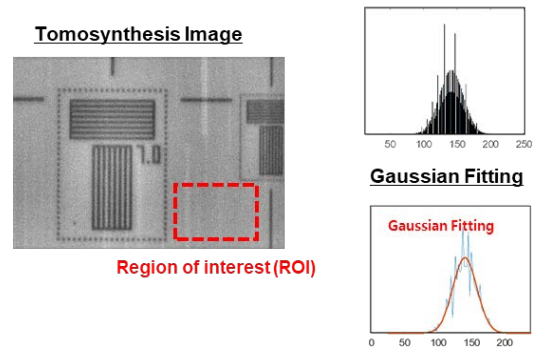 Tomosynthesis Image
1.0
Region of interest (ROI)
50 100 150 200 250
Gaussian Fitting
Gaussian Fitting
0 50 100 150 200